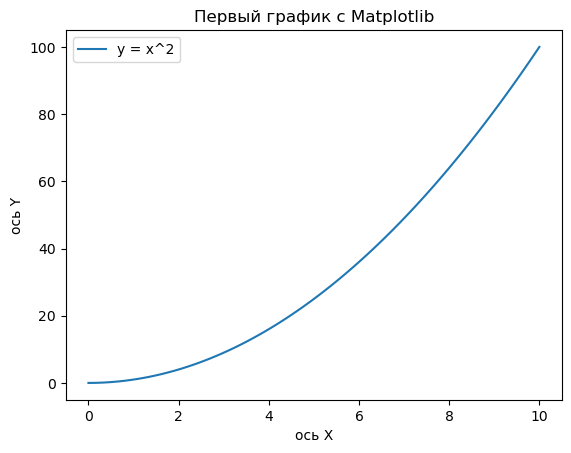 Первый график с Matplotlib
y = x^2
100
80
60
40
20
0
ось Y
0 2 4 6 8 10
ось X